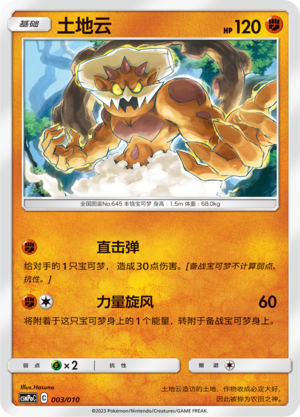 基础 土地云 HP 120
全国图鉴No.645 丰饶宝可梦 身高：1.5m 体重：68.0kg
直击弹
给对手的1只宝可梦，造成30点伤害。[备战宝可梦不计算弱点、
抗性。]
力量旋风 60
将附着于这只宝可梦身上的1个能量，转附于备战宝可梦身上。
弱点 ×2 抗性 撤退
Illus.Hasuno
CSMPgC C 003/010
土地云造访的土地，作物收成必定大好，
因此被称为农田之神。
©2023 Pokémon/Nintendo/Creatures/GAME FREAK.